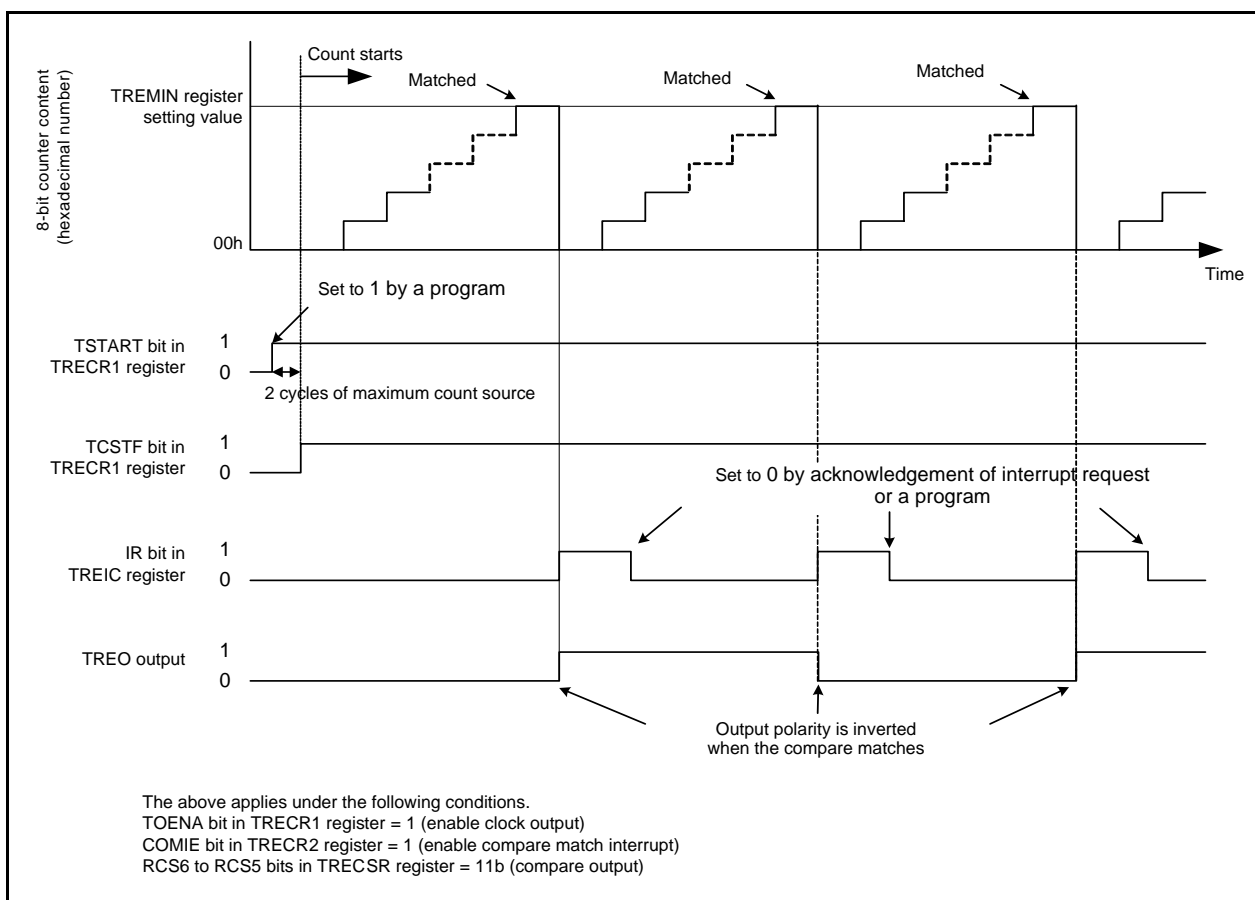 Count starts
Matched
Matched
Matched
TREMIN register
setting value
8-bit counter content
(hexadecimal number)
00h
Time
Set to 1 by a program
TSTART bit in
TRECR1 register
1
0
2 cycles of maximum count source
TCSTF bit in
TRECR1 register
1
0
Set to 0 by acknowledgement of interrupt request
or a program
IR bit in
TREIC register
1
0
TREO output
1
0
Output polarity is inverted
when the compare matches
The above applies under the following conditions.
TOENA bit in TRECR1 register = 1 (enable clock output)
COMIE bit in TRECR2 register = 1 (enable compare match interrupt)
RCS6 to RCS5 bits in TRECSR register = 11b (compare output)